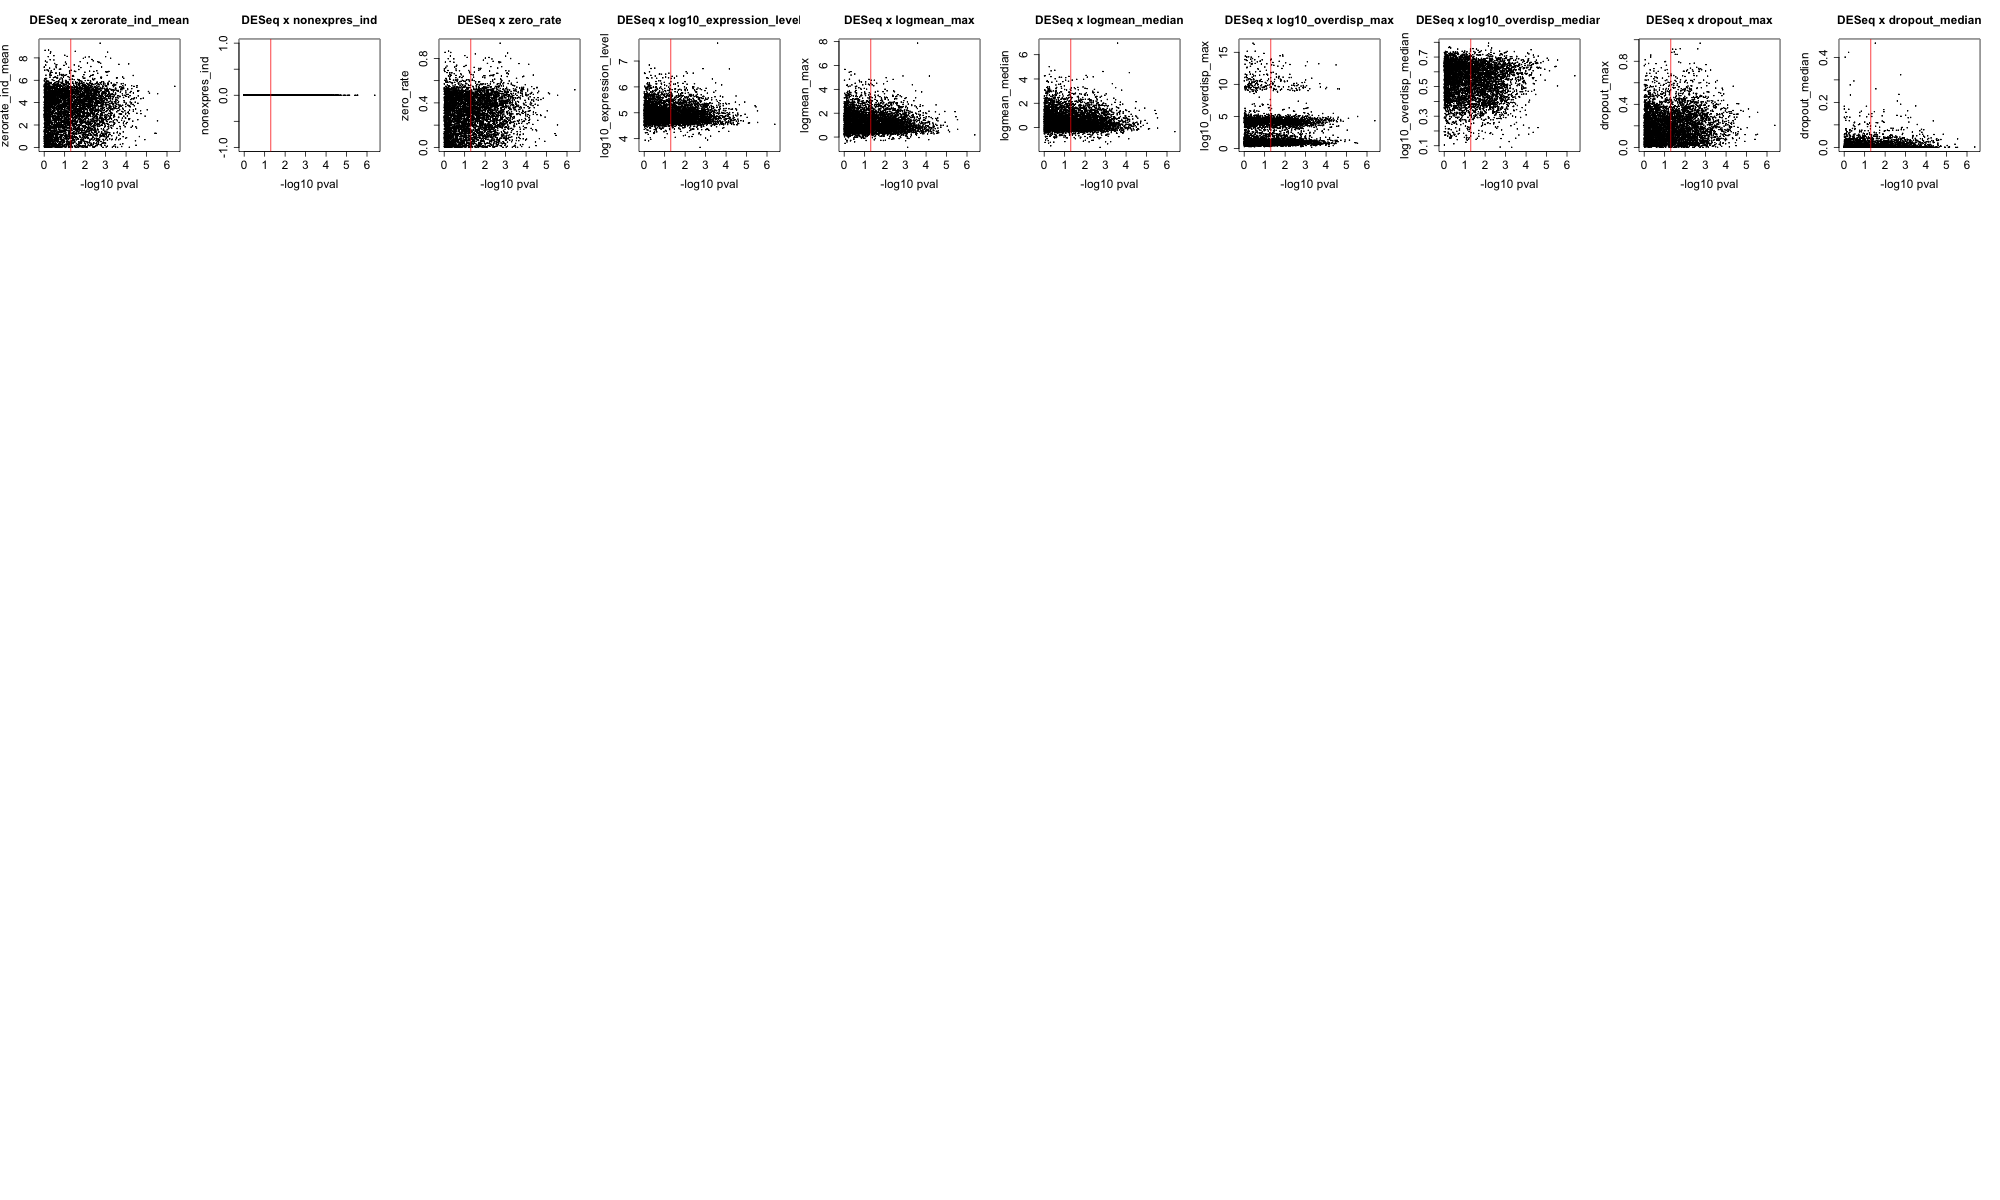 DESeq x zerorate_ind_mean
zerorate_ind_mean
0 2 4 6 8
0 1 2 3 4 5 6
-log10 pval
DESeq x nonexpres_ind
nonexpres_ind
-1.0 0.0 1.0
0 1 2 3 4 5 6
-log10 pval
DESeq x zero_rate
zero_rate
0.0 0.4 0.8
0 1 2 3 4 5 6
-log10 pval
DESeq x log10_expression_level
log10_expression_level
4 5 6 7
0 1 2 3 4 5 6
-log10 pval
DESeq x logmean_max
logmean_max
0 2 4 6 8
0 1 2 3 4 5 6
-log10 pval
DESeq x logmean_median
logmean_median
0 2 4 6
0 1 2 3 4 5 6
-log10 pval
DESeq x log10_overdisp_max
log10_overdisp_max
0 5 10 15
0 1 2 3 4 5 6
-log10 pval
DESeq x log10_overdisp_median
log10_overdisp_median
0.1 0.3 0.5 0.7
0 1 2 3 4 5 6
-log10 pval
DESeq x dropout_max
dropout_max
0.0 0.4 0.8
0 1 2 3 4 5 6
-log10 pval
DESeq x dropout_median
dropout_median
0.0 0.2 0.4
0 1 2 3 4 5 6
-log10 pval